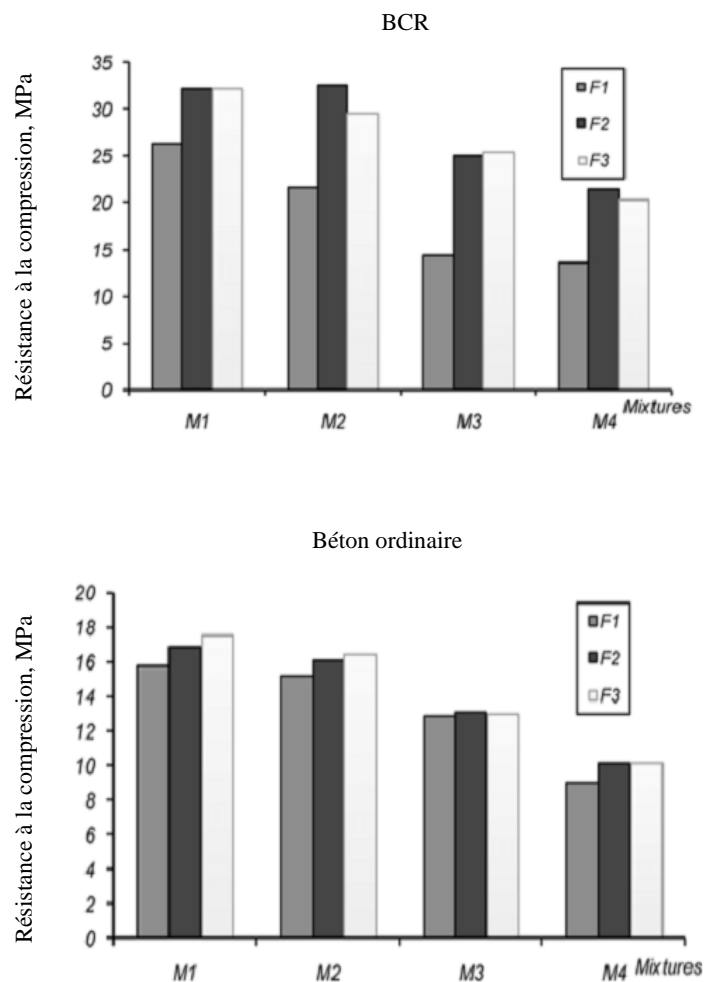 BCR
Résistance à la compression, MPa
35
30
25
20
15
10
5
0
F1
F2
F3
M1
M2
M3
M4
Mixtures
Béton ordinaire
Résistance à la compression, MPa
20
18
16
14
12
10
8
6
4
2
0
F1
F2
F3
M1
M2
M3
M4
Mixtures